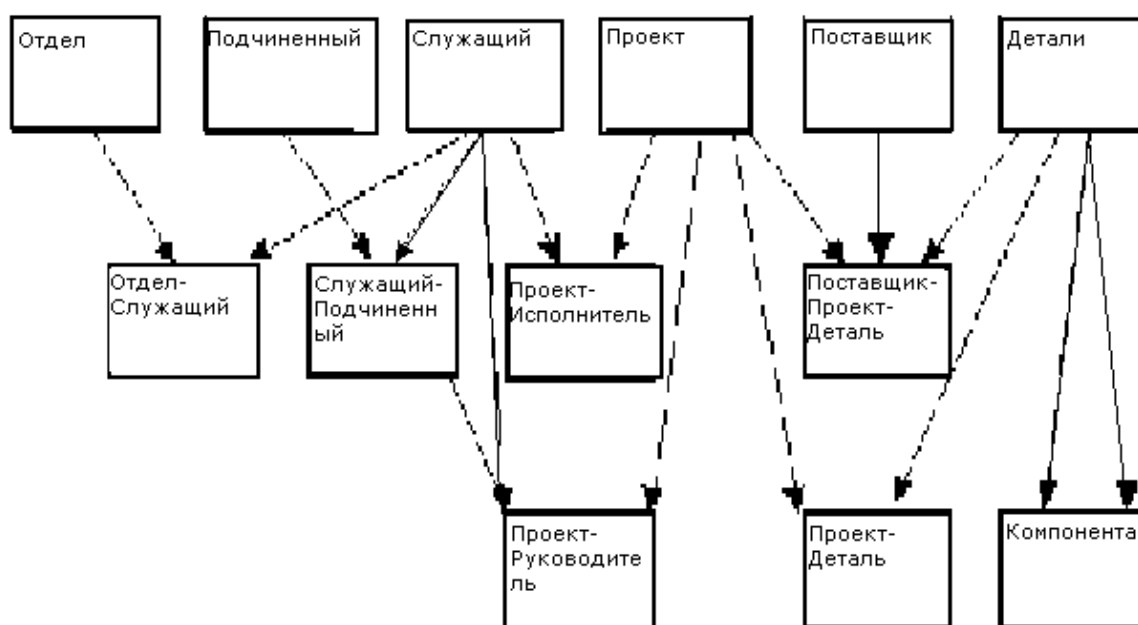 Отдел
Подчиненный
Служащий
Проект
Поставщик
Детали
Отдел-
Служащий
Служащий-
Подчиненн
ый
Проект-
Исполнитель
Поставщик-
Проект-
Деталь
Проект-
Руководите
ль
Проект-
Деталь
Компонента